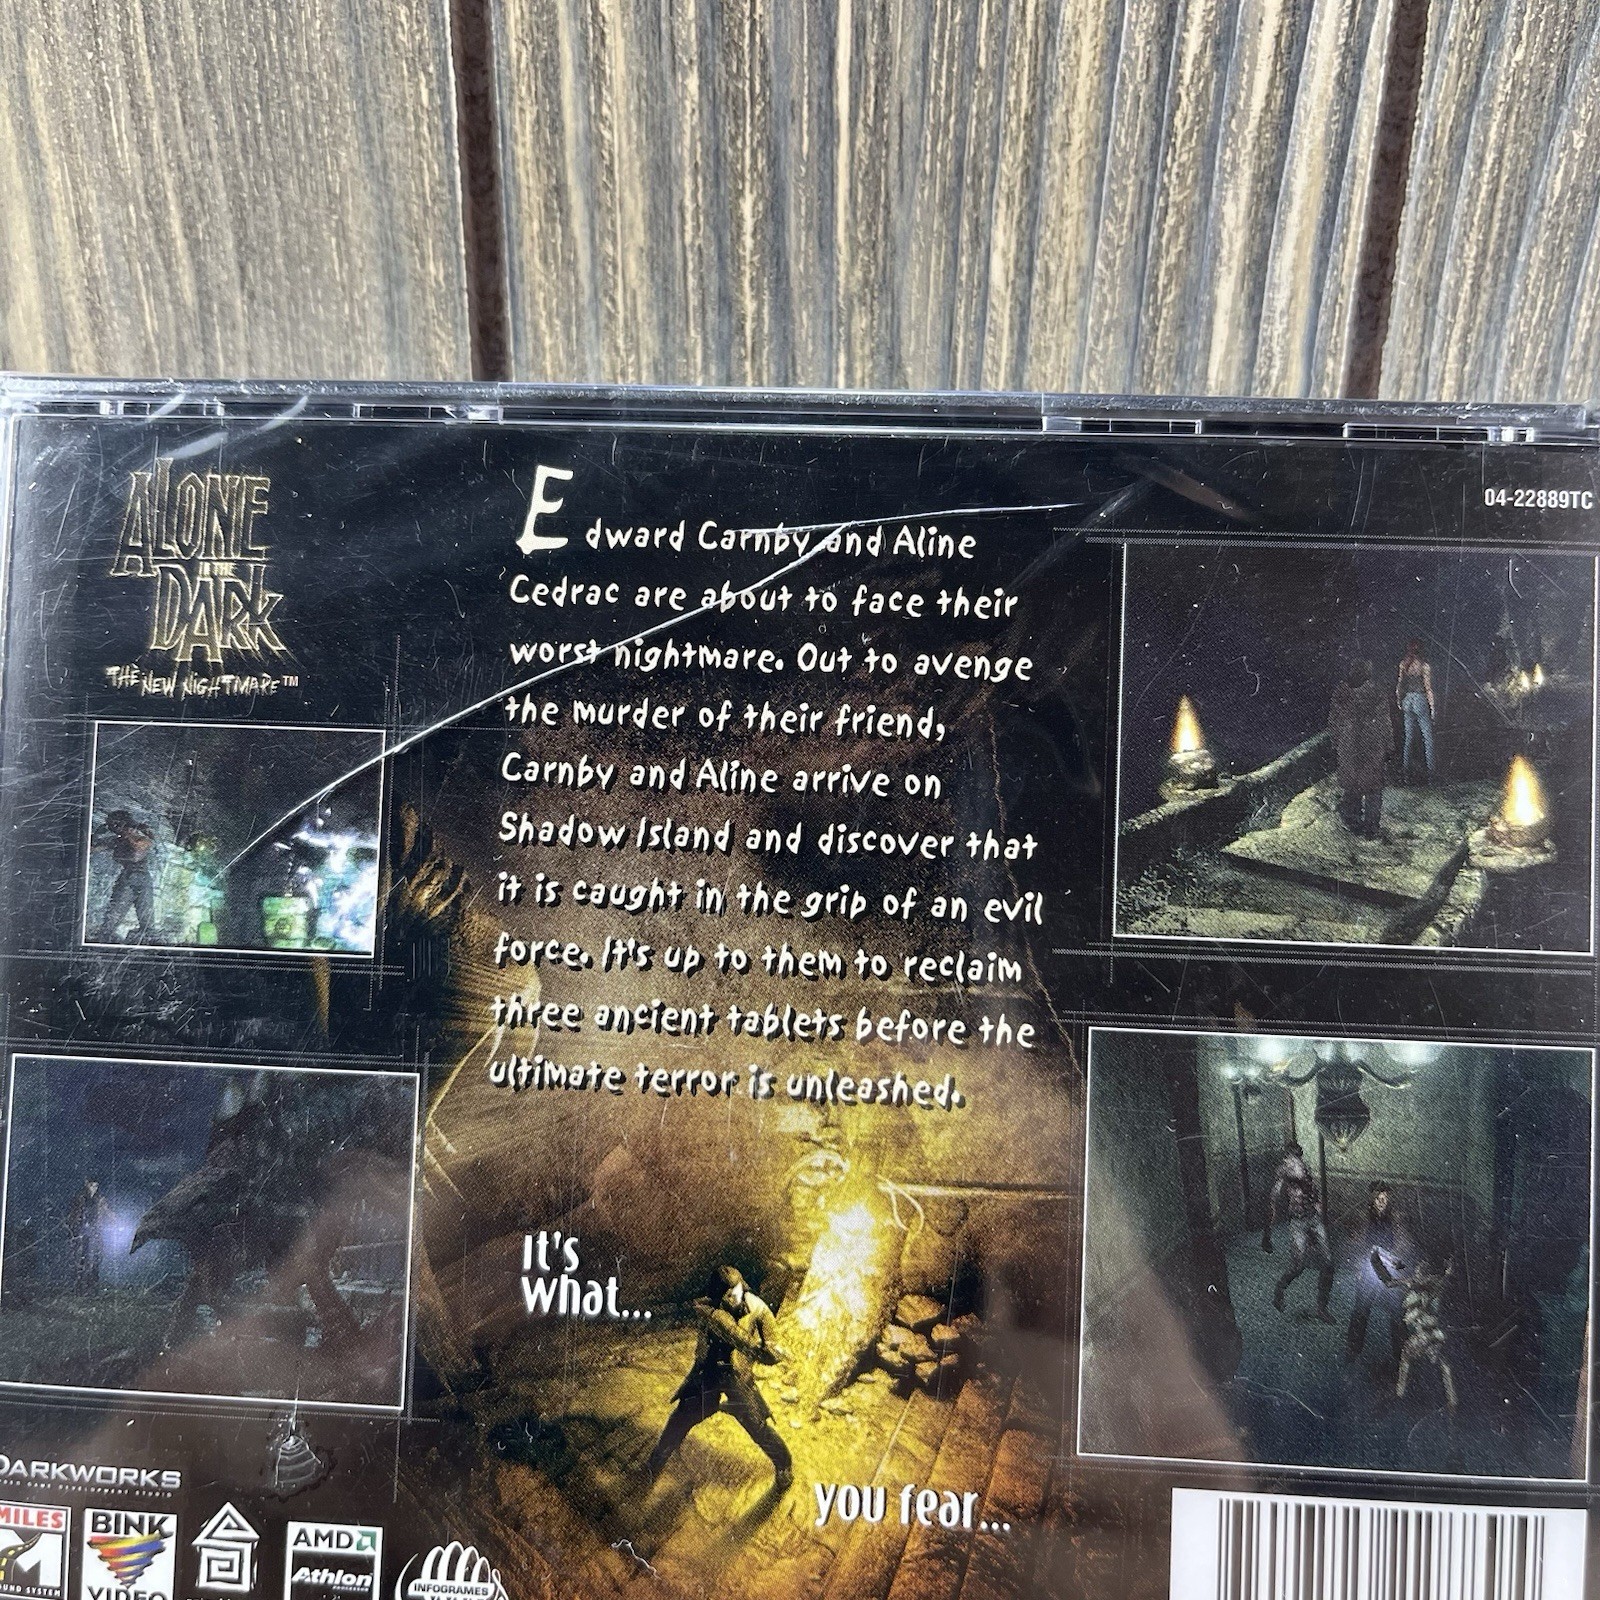 ALONE
IN THE
DARK
THE NEW NIGHTMARE™
04-22889TC
Edward Carnby and Aline
Cedrac are about to face their
worst nightmare. Out to avenge
the murder of their friend,
Carnby and Aline arrive on
Shadow Island and discover that
it is caught in the grip of an evil
force. It's up to them to reclaim
three ancient tablets before the
ultimate terror is unleashed.
It's
what...
you fear...
DARKWORKS
MILES
SOUND SYSTEM
BINK
VIDEO
AMD
Athlon
INFOGRAMES